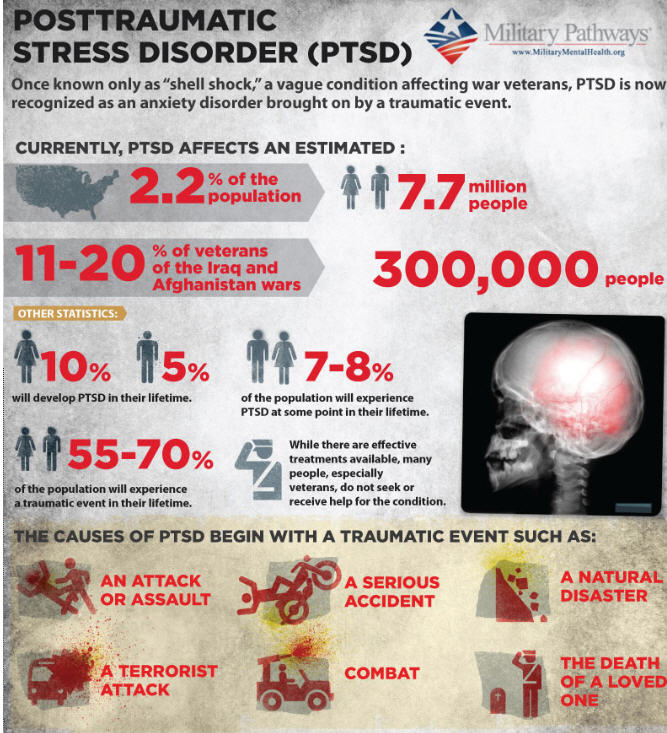 POSTTRAUMATIC
STRESS DISORDER (PTSD)
Military Pathways®
www.MilitaryMentalHealth.org
Once known only as “shell shock,” a vague condition affecting war veterans, PTSD is now
recognized as an anxiety disorder brought on by a traumatic event.
CURRENTLY, PTSD AFFECTS AN ESTIMATED :
2.2 % of the
population
7.7 million
people
11-20 % of veterans
of the Iraq and
Afghanistan wars
300,000 people
OTHER STATISTICS:
10% 5%
will develop PTSD in their lifetime.
7-8%
of the population will experience
PTSD at some point in their lifetime.
55-70%
of the population will experience
a traumatic event in their lifetime.
While there are effective
treatments available, many
people, especially
veterans, do not seek or
receive help for the condition.
THE CAUSES OF PTSD BEGIN WITH A TRAUMATIC EVENT SUCH AS:
AN ATTACK
OR ASSAULT
A SERIOUS
ACCIDENT
A NATURAL
DISASTER
A TERRORIST
ATTACK
COMBAT
THE DEATH
OF A LOVED
ONE